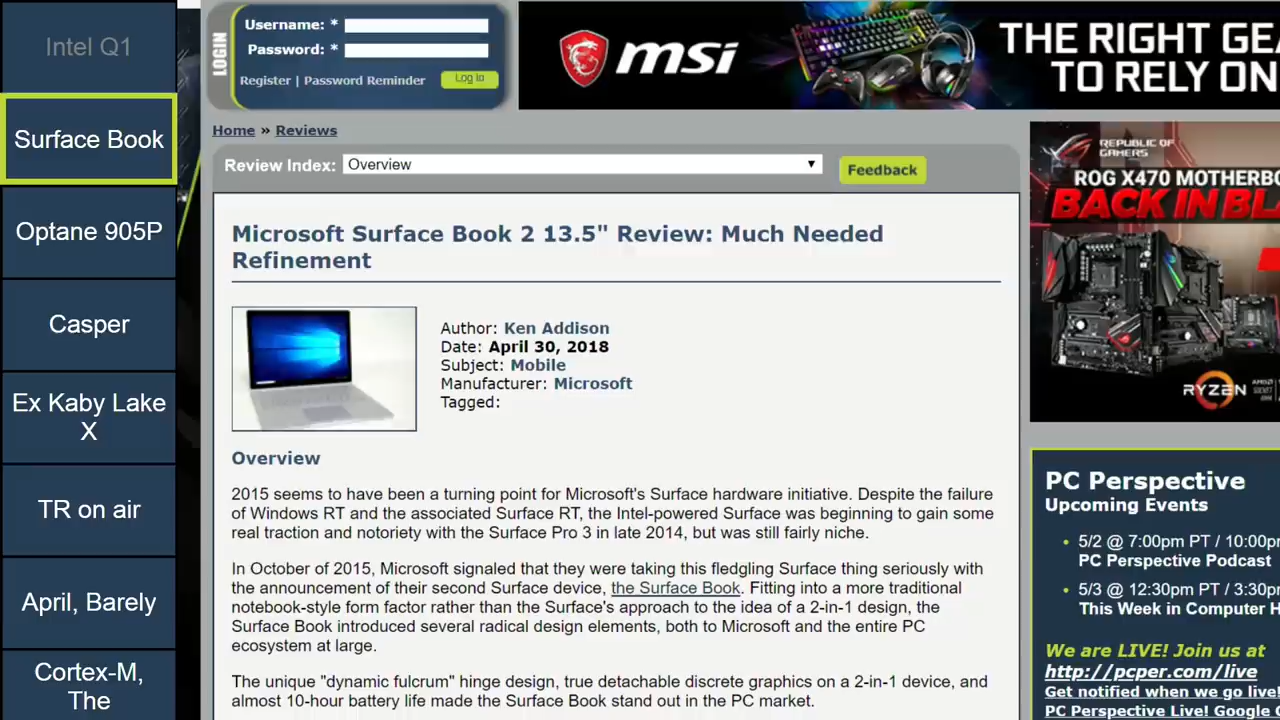 Intel Q1
Surface Book
Optane 905P
Casper
Ex Kaby Lake
X
TR on air
April, Barely
Cortex-M,
The
LOGIN
Username: *
Password: *
Register | Password Reminder
Log In
msi
THE RIGHT GEA
TO RELY ON
Home » Reviews
Review Index:
Overview
Feedback
Microsoft Surface Book 2 13.5" Review: Much Needed
Refinement
Author: Ken Addison
Date: April 30, 2018
Subject: Mobile
Manufacturer: Microsoft
Tagged:
Overview
2015 seems to have been a turning point for Microsoft's Surface hardware initiative. Despite the failure
of Windows RT and the associated Surface RT, the Intel-powered Surface was beginning to gain some
real traction and notoriety with the Surface Pro 3 in late 2014, but was still fairly niche.
In October of 2015, Microsoft signaled that they were taking this fledgling Surface thing seriously with
the announcement of their second Surface device, the Surface Book. Fitting into a more traditional
notebook-style form factor rather than the Surface's approach to the idea of a 2-in-1 design, the
Surface Book introduced several radical design elements, both to Microsoft and the entire PC
ecosystem at large.
The unique "dynamic fulcrum" hinge design, true detachable discrete graphics on a 2-in-1 device, and
almost 10-hour battery life made the Surface Book stand out in the PC market.
REPUBLIC OF
GAMERS
ROG X470 MOTHERBO
BACK IN BLA
RYZEN
PC Perspective
Upcoming Events
5/2 @ 7:00pm PT / 10:00p
PC Perspective Podcast
5/3 @ 12:30pm PT / 3:30p
This Week in Computer H
We are LIVE! Join us at
http://pcper.com/live
Get notified when we go live!
PC Perspective Live! Google C